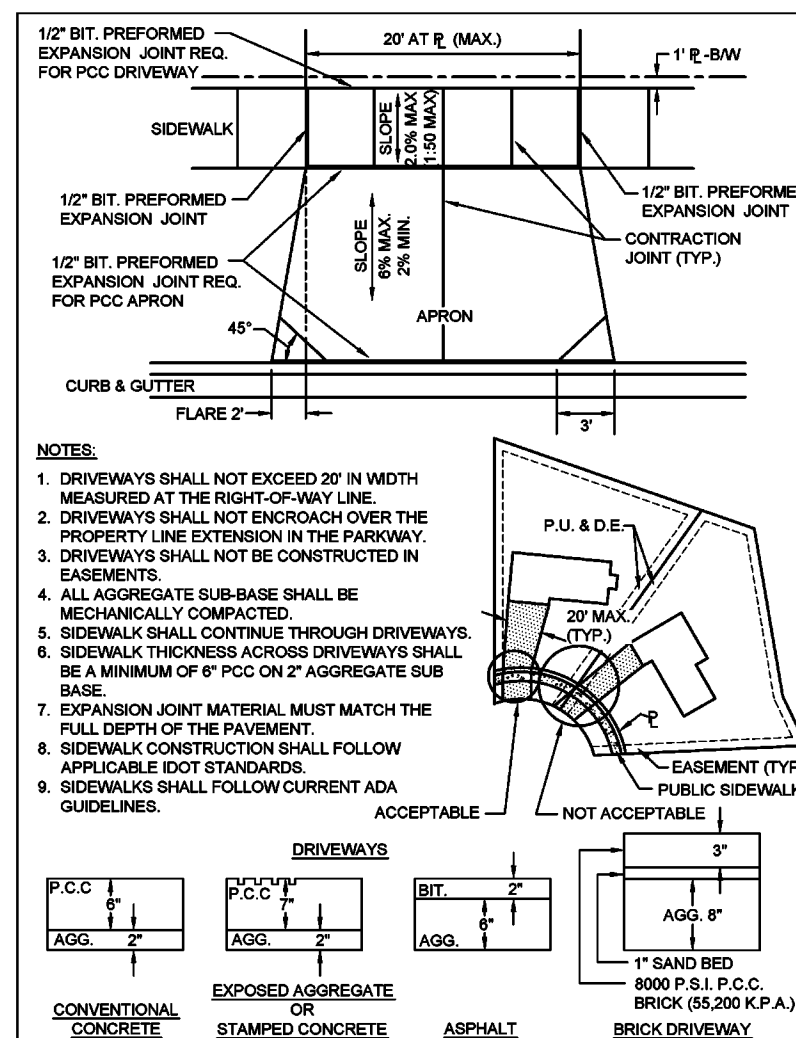 1/2" BIT. PREFORMED
EXPANSION JOINT REQ.
FOR PCC DRIVEWAY
20' AT ℄ (MAX.)
1' ℄ -B/W
SIDEWALK
SLOPE
2.0% MAX
(1:50 MAX)
1/2" BIT. PREFORMED
EXPANSION JOINT
1/2" BIT. PREFORME
EXPANSION JOINT
SLOPE
6% MAX.
2% MIN.
CONTRACTION
JOINT (TYP.)
1/2" BIT. PREFORMED
EXPANSION JOINT REQ.
FOR PCC APRON
APRON
45°
CURB & GUTTER
FLARE 2'
3'
NOTES:
1. DRIVEWAYS SHALL NOT EXCEED 20' IN WIDTH
MEASURED AT THE RIGHT-OF-WAY LINE.
2. DRIVEWAYS SHALL NOT ENCROACH OVER THE
PROPERTY LINE EXTENSION IN THE PARKWAY.
3. DRIVEWAYS SHALL NOT BE CONSTRUCTED IN
EASEMENTS.
4. ALL AGGREGATE SUB-BASE SHALL BE
MECHANICALLY COMPACTED.
5. SIDEWALK SHALL CONTINUE THROUGH DRIVEWAYS.
6. SIDEWALK THICKNESS ACROSS DRIVEWAYS SHALL
BE A MINIMUM OF 6" PCC ON 2" AGGREGATE SUB
BASE.
7. EXPANSION JOINT MATERIAL MUST MATCH THE
FULL DEPTH OF THE PAVEMENT.
8. SIDEWALK CONSTRUCTION SHALL FOLLOW
APPLICABLE IDOT STANDARDS.
9. SIDEWALKS SHALL FOLLOW CURRENT ADA
GUIDELINES.
P.U. & D.E.
20' MAX.
(TYP.)
℄
EASEMENT (TYP
PUBLIC SIDEWALK
ACCEPTABLE
NOT ACCEPTABLE
DRIVEWAYS
P.C.C
6"
AGG. 2"
CONVENTIONAL
CONCRETE
P.C.C
7"
AGG. 2"
EXPOSED AGGREGATE
OR
STAMPED CONCRETE
BIT. 2"
6"
AGG.
ASPHALT
3"
AGG. 8"
1" SAND BED
8000 P.S.I. P.C.C.
BRICK (55,200 K.P.A.)
BRICK DRIVEWAY